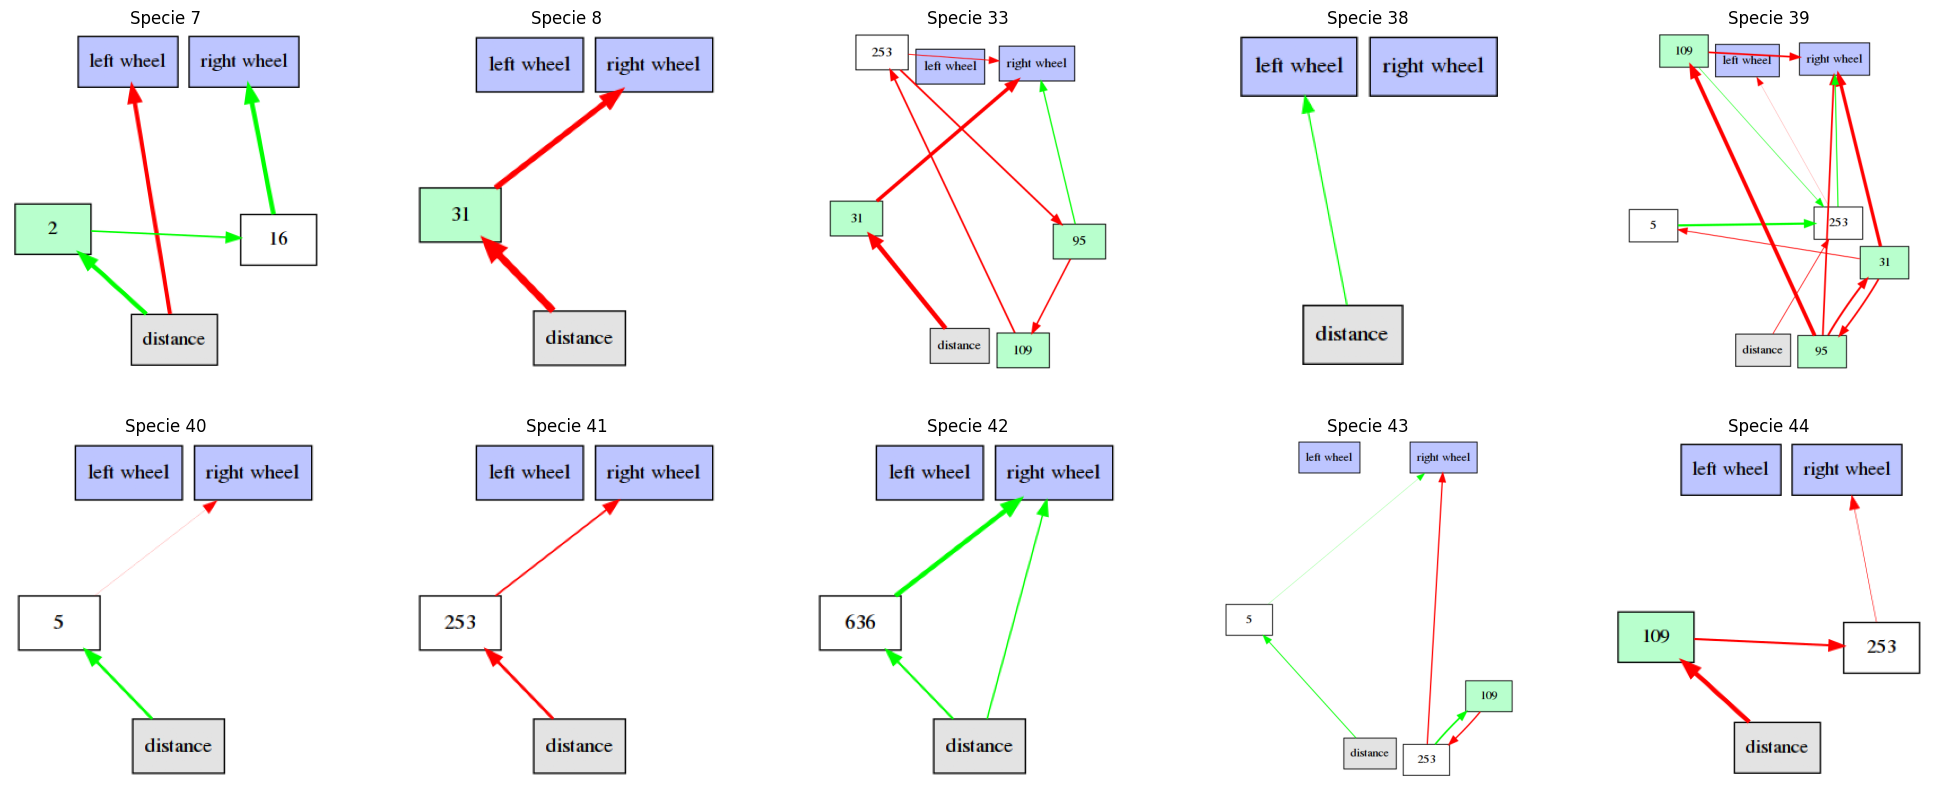 Specie 7
left wheel
right wheel
2
16
distance
Specie 8
left wheel
right wheel
31
distance
Specie 33
253
left wheel
right wheel
31
95
distance
109
Specie 38
left wheel
right wheel
distance
Specie 39
109
left wheel
right wheel
5
253
31
distance
95
Specie 40
left wheel
right wheel
5
distance
Specie 41
left wheel
right wheel
253
distance
Specie 42
left wheel
right wheel
636
distance
Specie 43
left wheel
right wheel
5
109
distance
253
Specie 44
left wheel
right wheel
109
253
distance